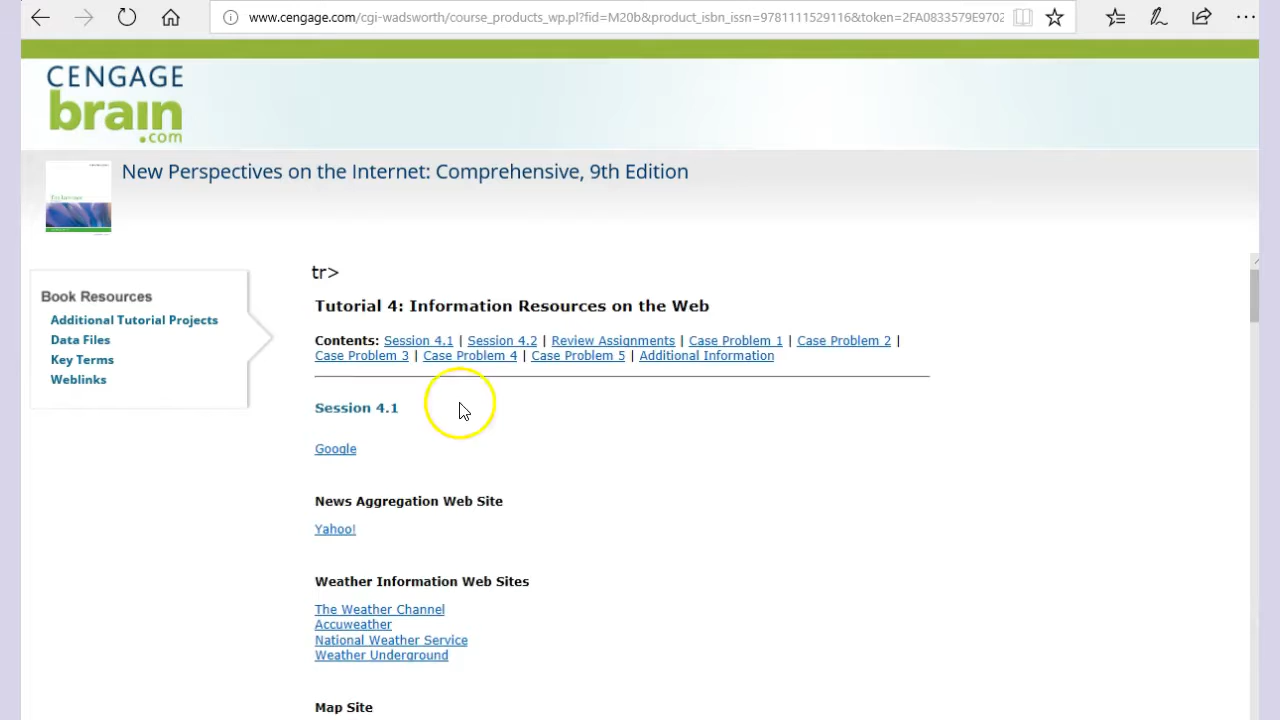 www.cengage.com/cgi-wadsworth/course_products_wp.pl?fid=M20b&product_isbn_issn=9781111529116&token=2FA0833579E9702
CENGAGE
brain
.com
New Perspectives on the Internet: Comprehensive, 9th Edition
Book Resources
Additional Tutorial Projects
Data Files
Key Terms
Weblinks
tr>
Tutorial 4: Information Resources on the Web
Contents: Session 4.1 | Session 4.2 | Review Assignments | Case Problem 1 | Case Problem 2 |
Case Problem 3 | Case Problem 4 | Case Problem 5 | Additional Information
Session 4.1
Google
News Aggregation Web Site
Yahoo!
Weather Information Web Sites
The Weather Channel
Accuweather
National Weather Service
Weather Underground
Map Site